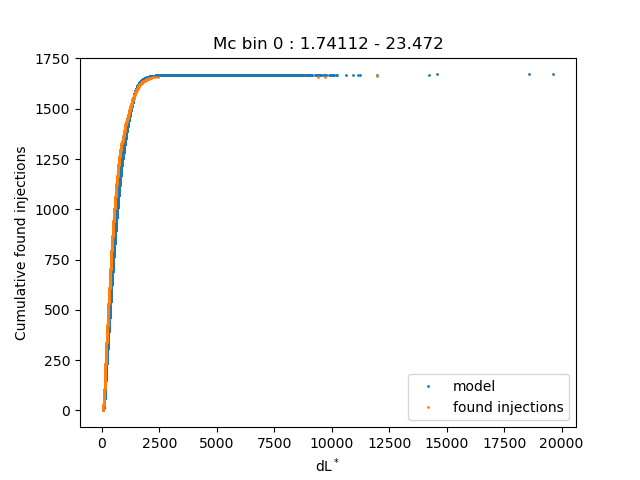 Mc bin 0 : 1.74112 - 23.472
Cumulative found injections
1750
1500
1250
1000
750
500
250
0
0 2500 5000 7500 10000 12500 15000 17500 20000
dL*
model
found injections